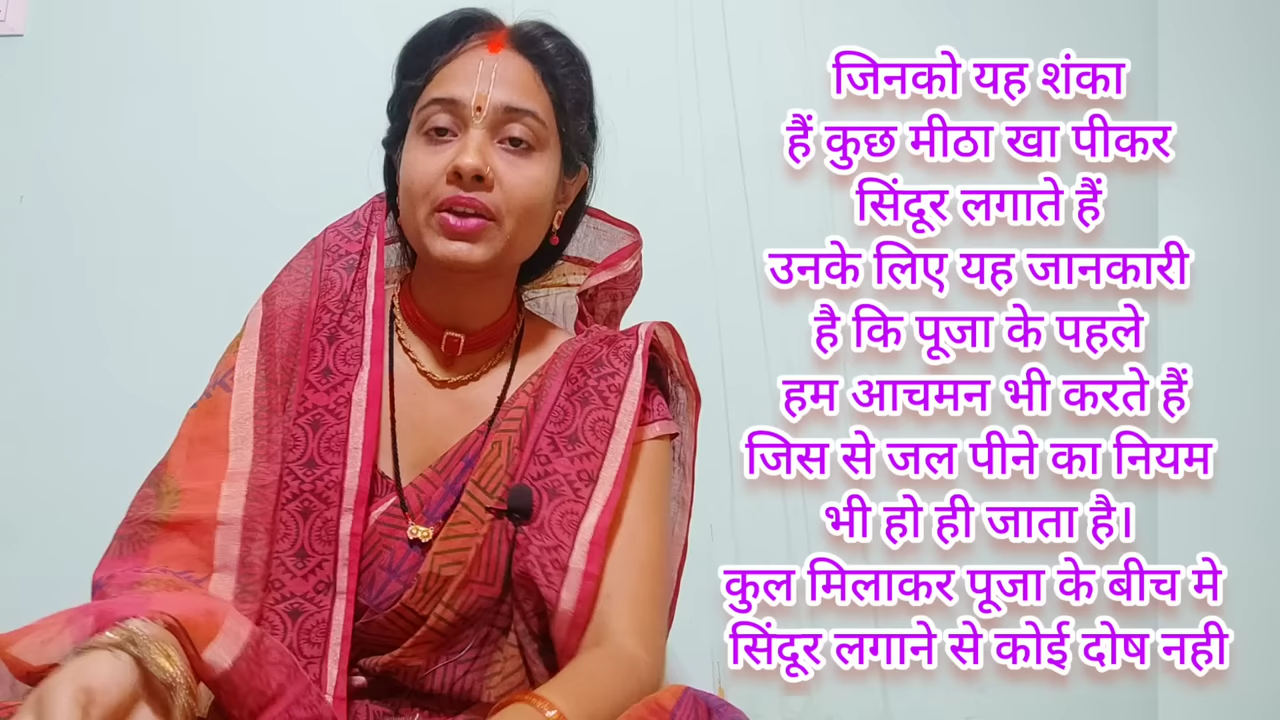 जिनको यह शंका
हैं कुछ मीठा खा पीकर
सिंदूर लगाते हैं
उनके लिए यह जानकारी
है कि पूजा के पहले
हम आचमन भी करते हैं
जिस से जल पीने का नियम
भी हो ही जाता है।
कुल मिलाकर पूजा के बीच मे
सिंदूर लगाने से कोई दोष नही